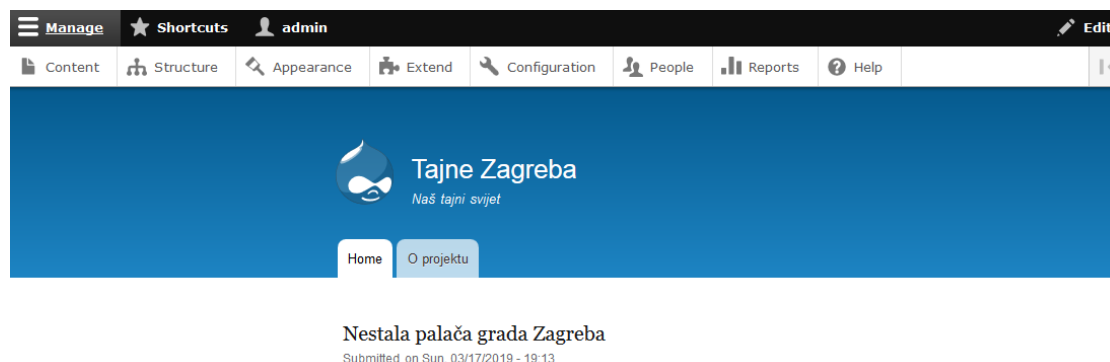 Manage Shortcuts admin Edit
Content Structure Appearance Extend Configuration People Reports Help
Tajne Zagreba
Naš tajni svijet
Home O projektu
Nestala palača grada Zagreba
Submitted on Sun, 03/17/2019 - 19:13